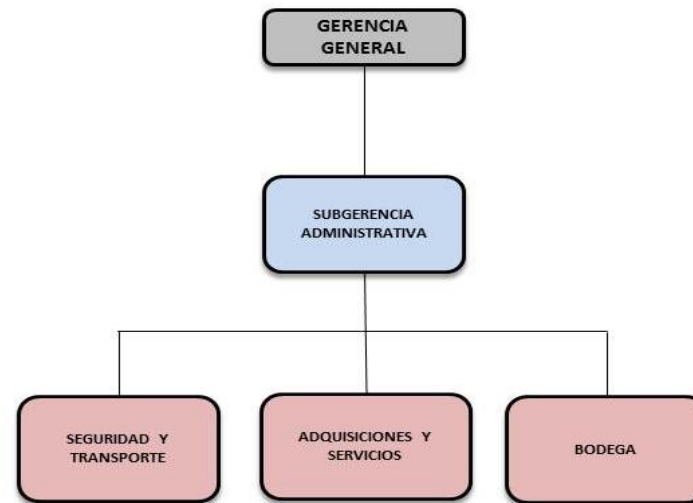 GERENCIA
GENERAL
SUBGERENCIA
ADMINISTRATIVA
SEGURIDAD Y
TRANSPORTE
ADQUISICIONES Y
SERVICIOS
BODEGA